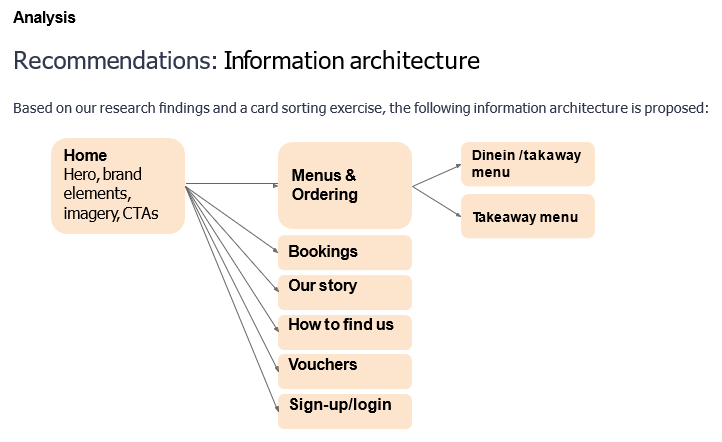 Analysis
Recommendations: Information architecture
Based on our research findings and a card sorting exercise, the following information architecture is proposed:
Home
Hero, brand
elements,
imagery, CTAs
Menus &
Ordering
Dinein /takaway
menu
Takeaway menu
Bookings
Our story
How to find us
Vouchers
Sign-up/login